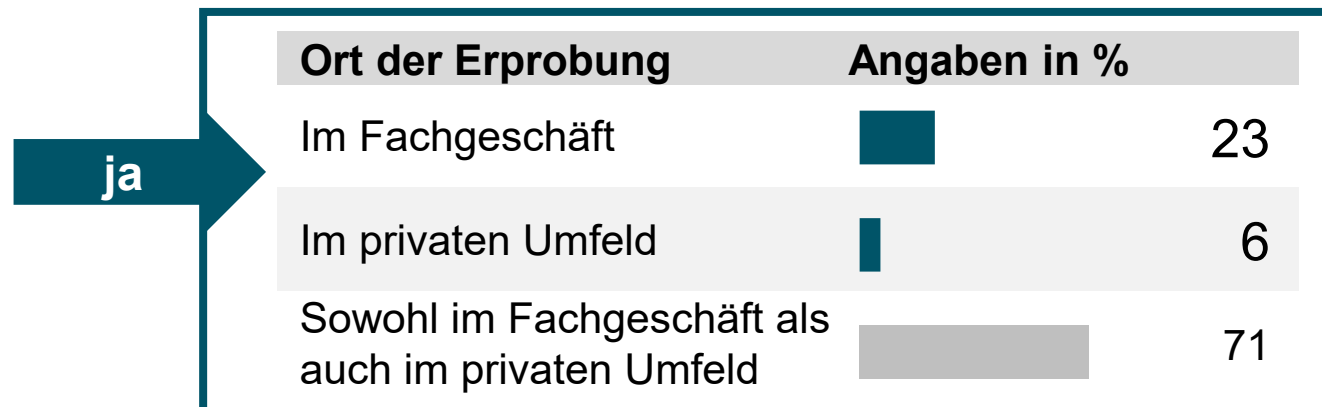 Ort der Erprobung Angaben in %
Im Fachgeschäft 23
ja
Im privaten Umfeld 6
Sowohl im Fachgeschäft als
auch im privaten Umfeld 71